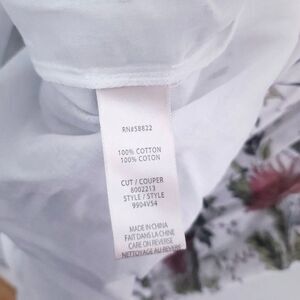 RN#58822
100% COTTON
100% COTON
CUT / COUPER
8002213
STYLE / STYLE
9904V54
MADE IN CHINA
FAIT DANS LA CHINE
CARE ON REVERSE
NETTOYAGE AU REVERS